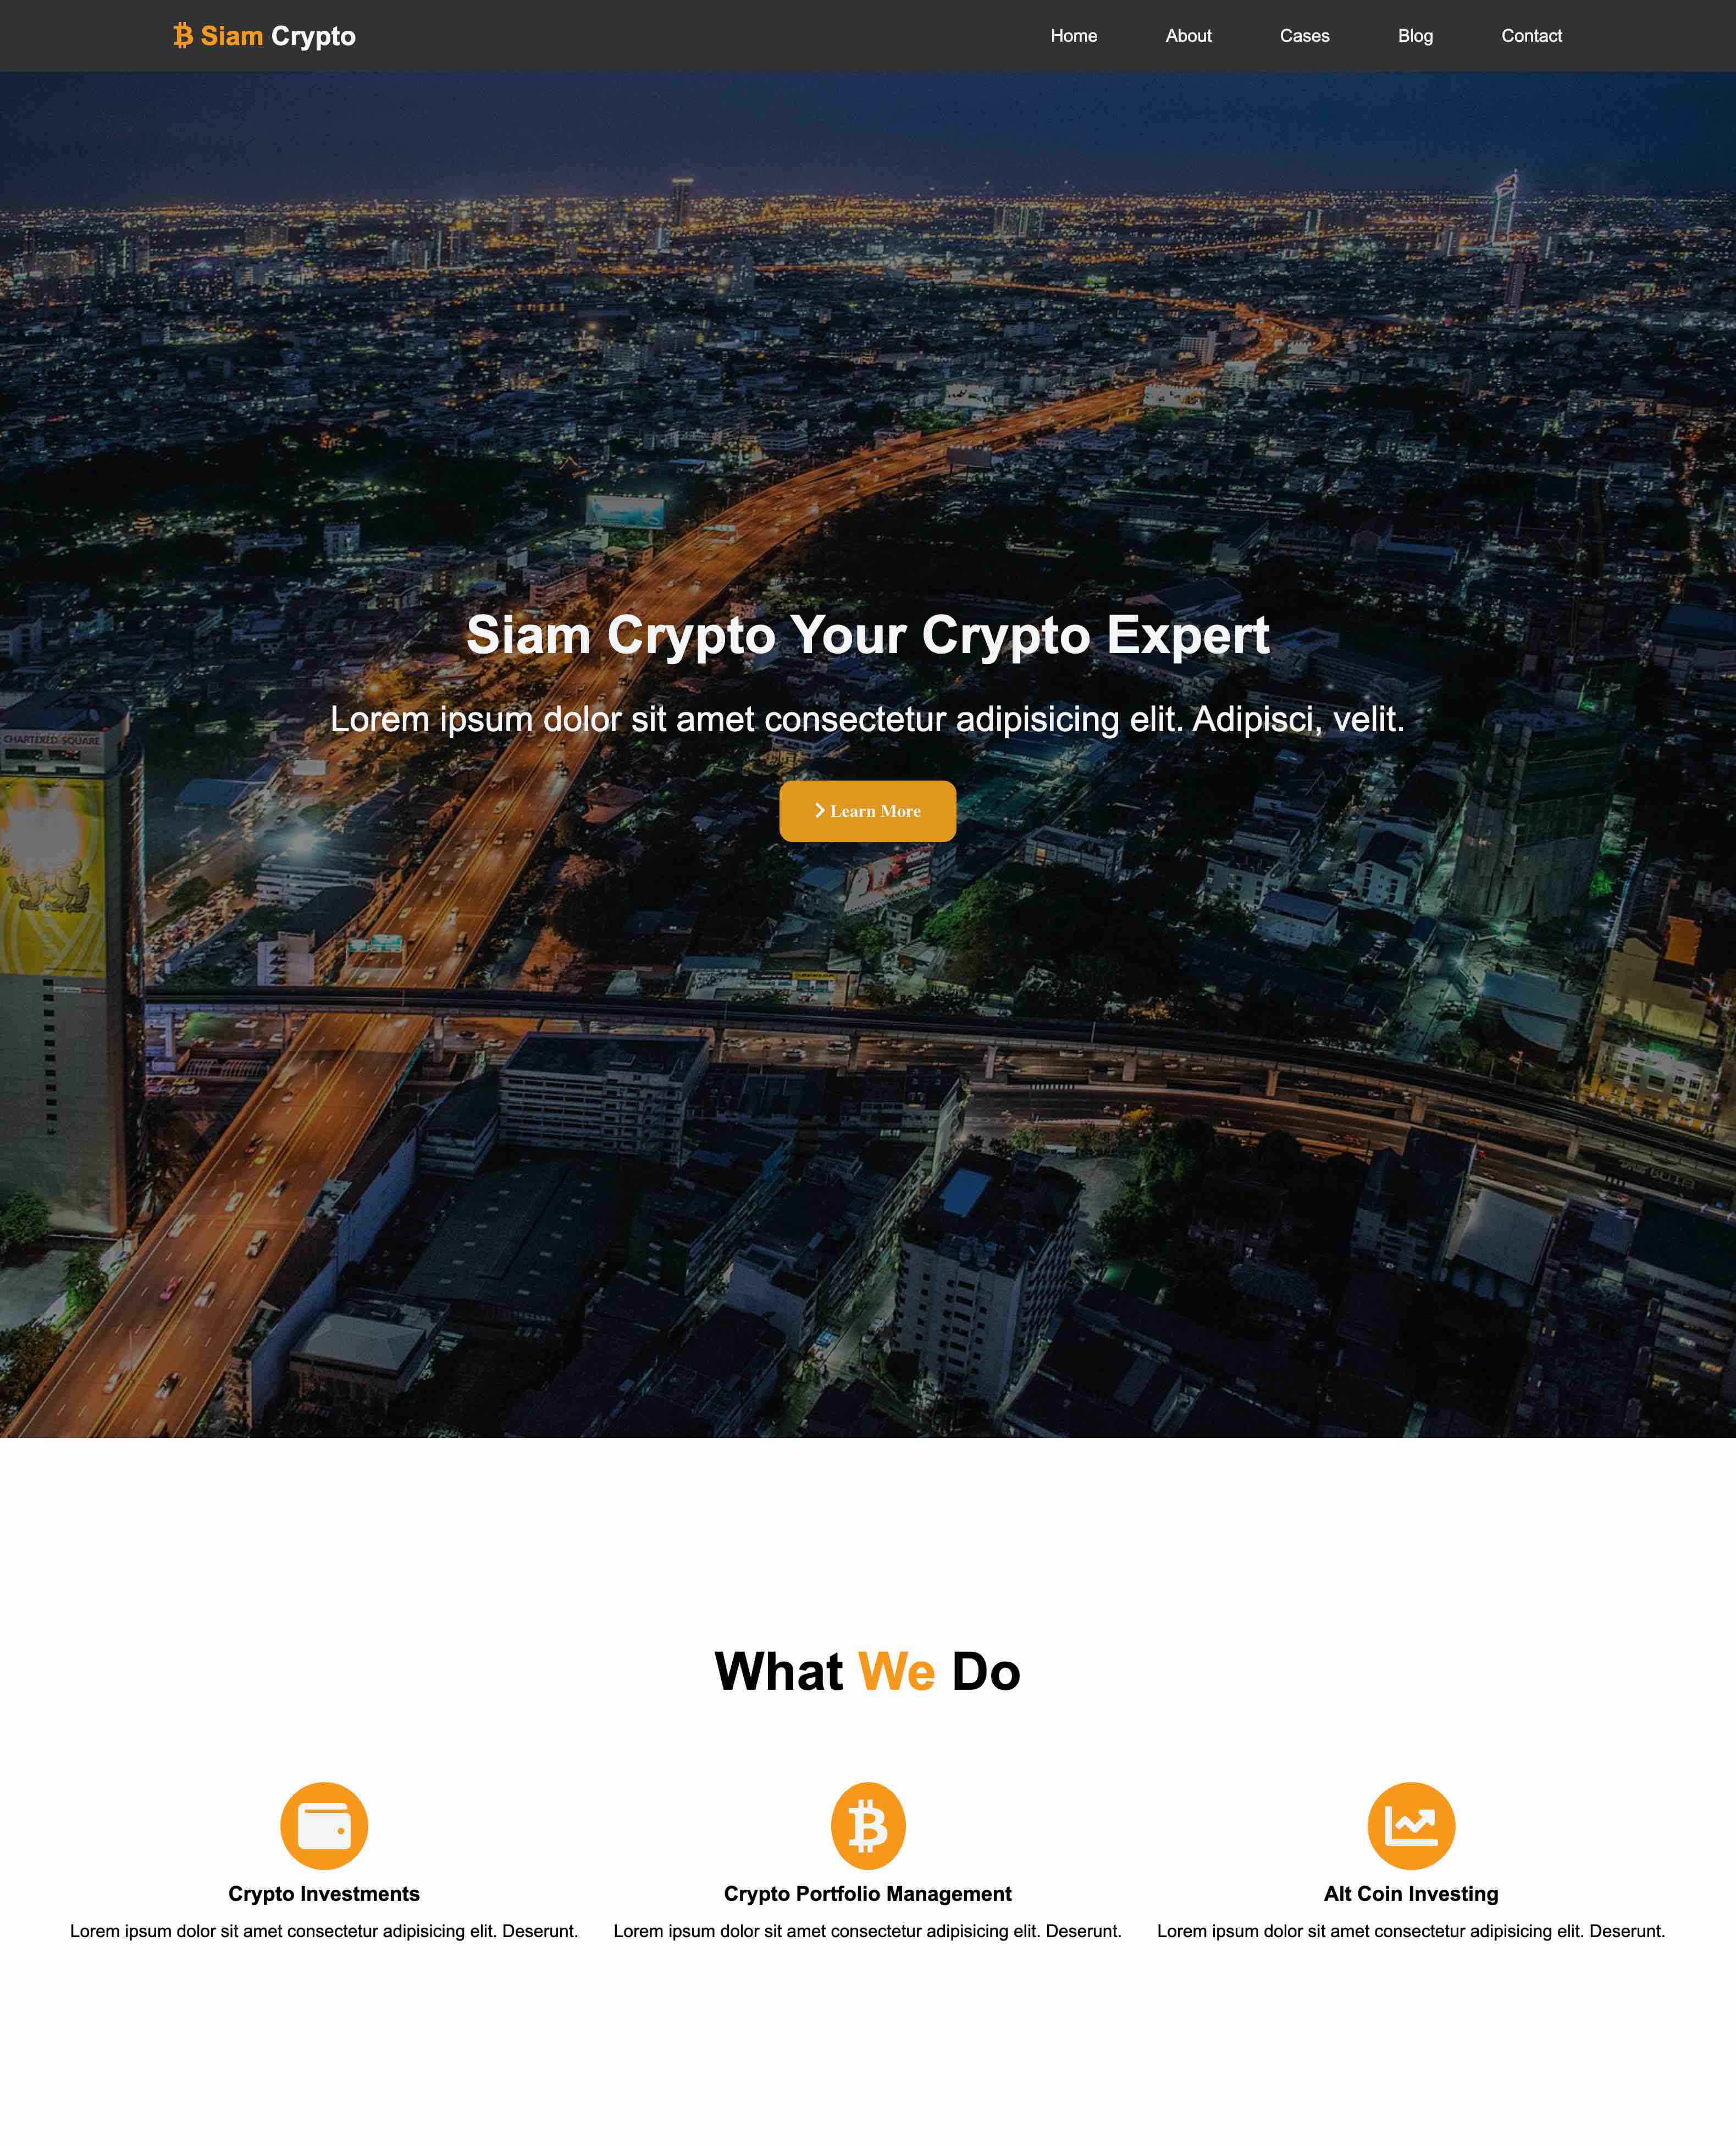 Siam Crypto
Home
About
Cases
Blog
Contact
CHARTERED SQUARE
Siam Crypto Your Crypto Expert
Lorem ipsum dolor sit amet consectetur adipisicing elit. Adipisci, velit.
Learn More
What We Do
Crypto Investments
Lorem ipsum dolor sit amet consectetur adipisicing elit. Deserunt.
Crypto Portfolio Management
Lorem ipsum dolor sit amet consectetur adipisicing elit. Deserunt.
Alt Coin Investing
Lorem ipsum dolor sit amet consectetur adipisicing elit. Deserunt.